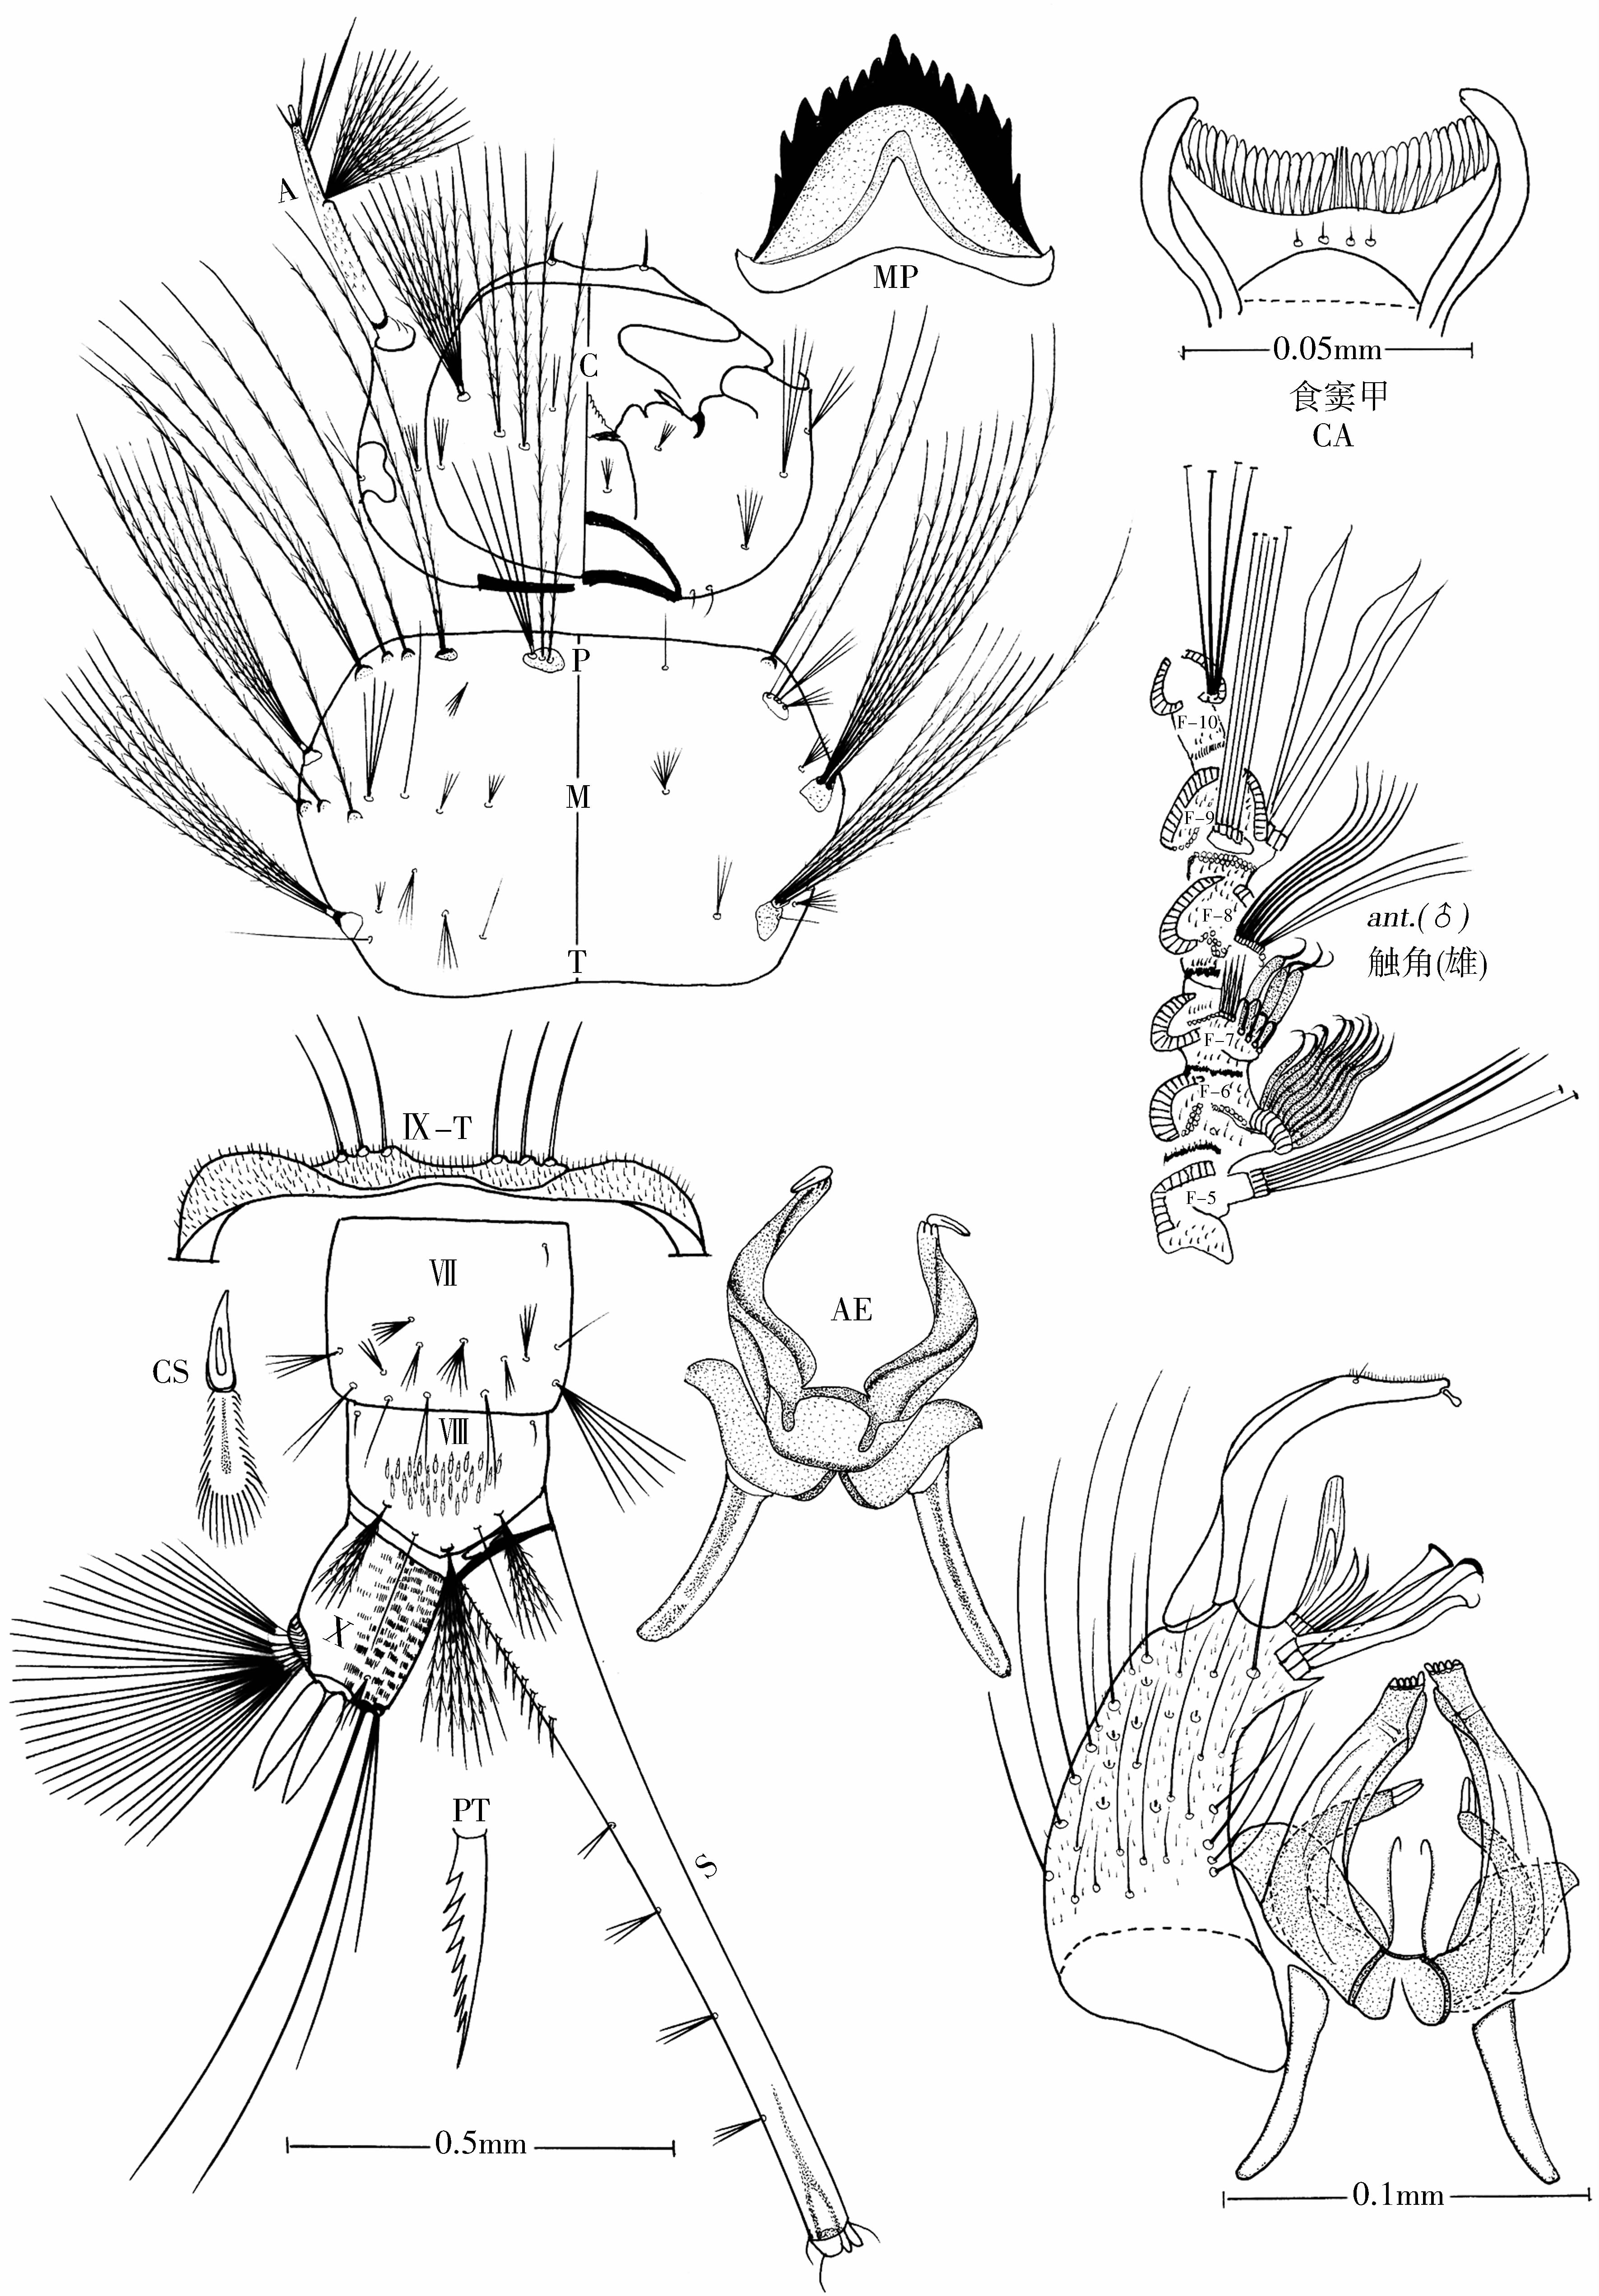 A
MP
C
0.05mm
食窦甲
CA
P
M
T
F-10
F-9
F-8
ant.(♂)
触角(雄)
F-7
F-6
F-5
Ⅸ-T
Ⅶ
CS
AE
Ⅷ
X
PT
S
0.5mm
0.1mm